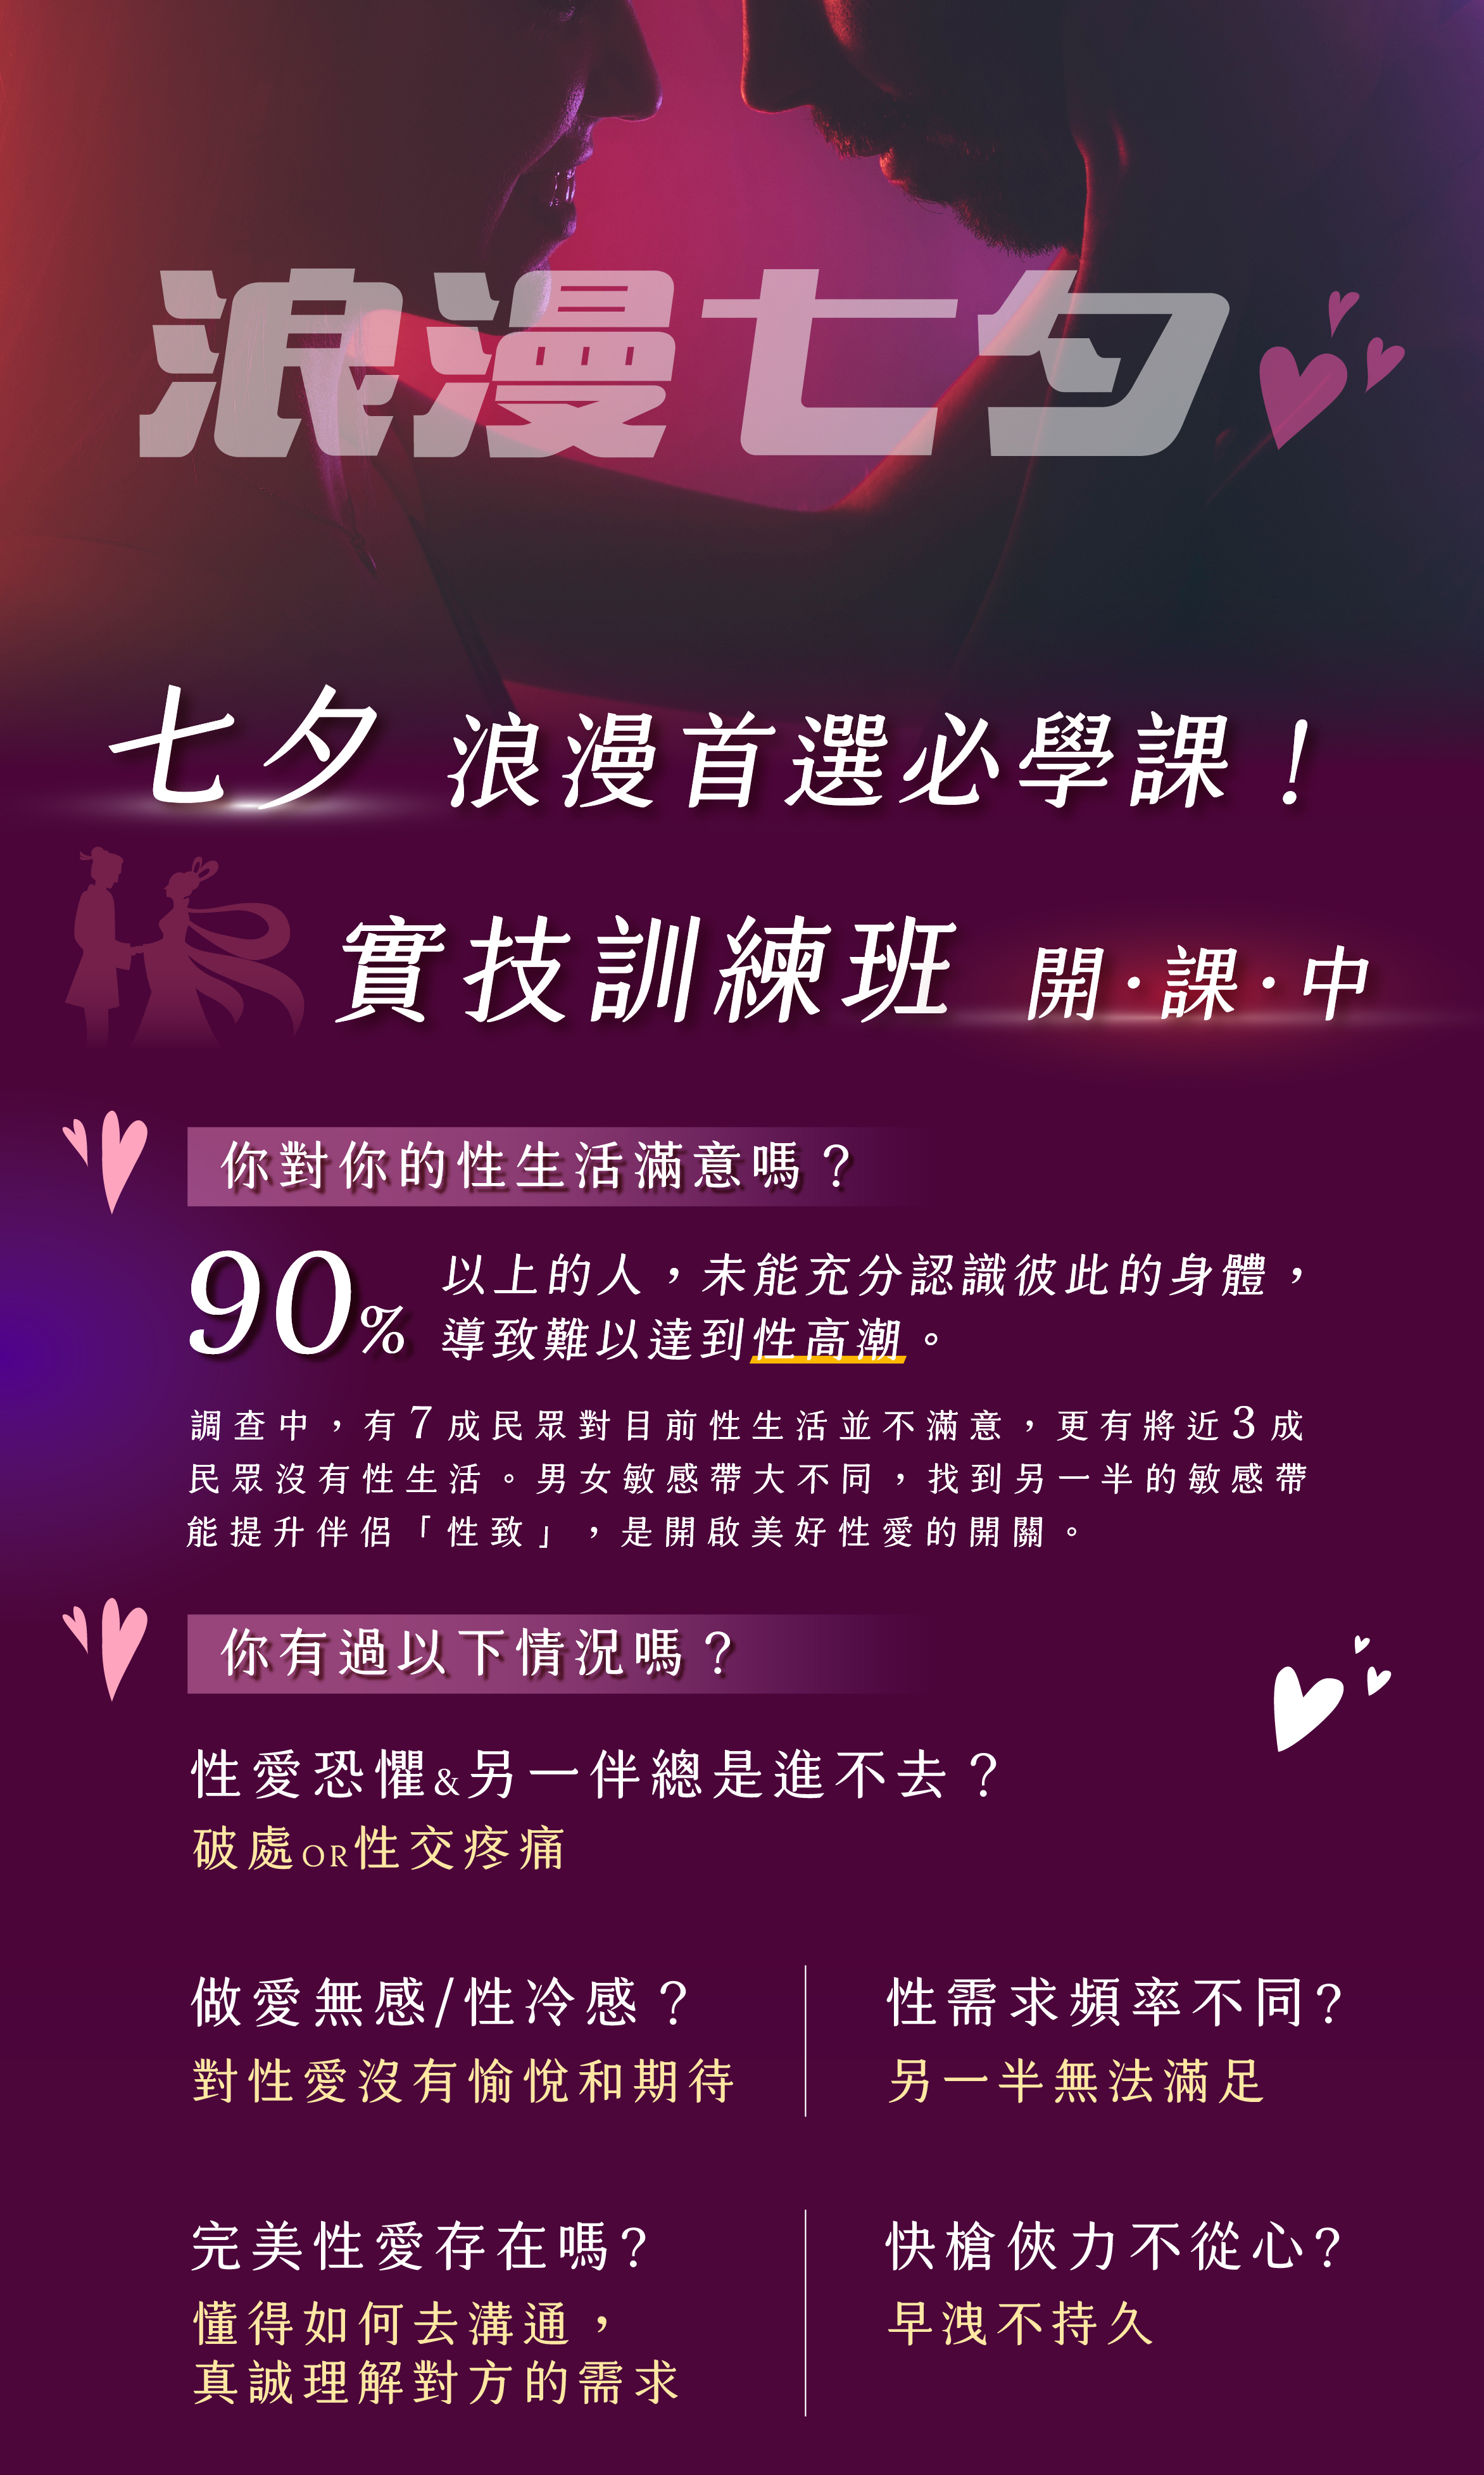 浪漫七夕
七夕 浪漫首選必學課！
實技訓練班 開·課·中
你對你的性生活滿意嗎？
90% 以上的人，未能充分認識彼此的身體，
導致難以達到性高潮。
調查中，有7成民眾對目前性生活並不滿意，更有將近3成
民眾沒有性生活。男女敏感帶大不同，找到另一半的敏感帶
能提升伴侶「性致」，是開啟美好性愛的開關。
你有過以下情況嗎？
性愛恐懼&另一伴總是進不去？
破處OR性交疼痛
做愛無感/性冷感？
對性愛沒有愉悅和期待
性需求頻率不同?
另一半無法滿足
完美性愛存在嗎?
懂得如何去溝通，
真誠理解對方的需求
快槍俠力不從心?
早洩不持久